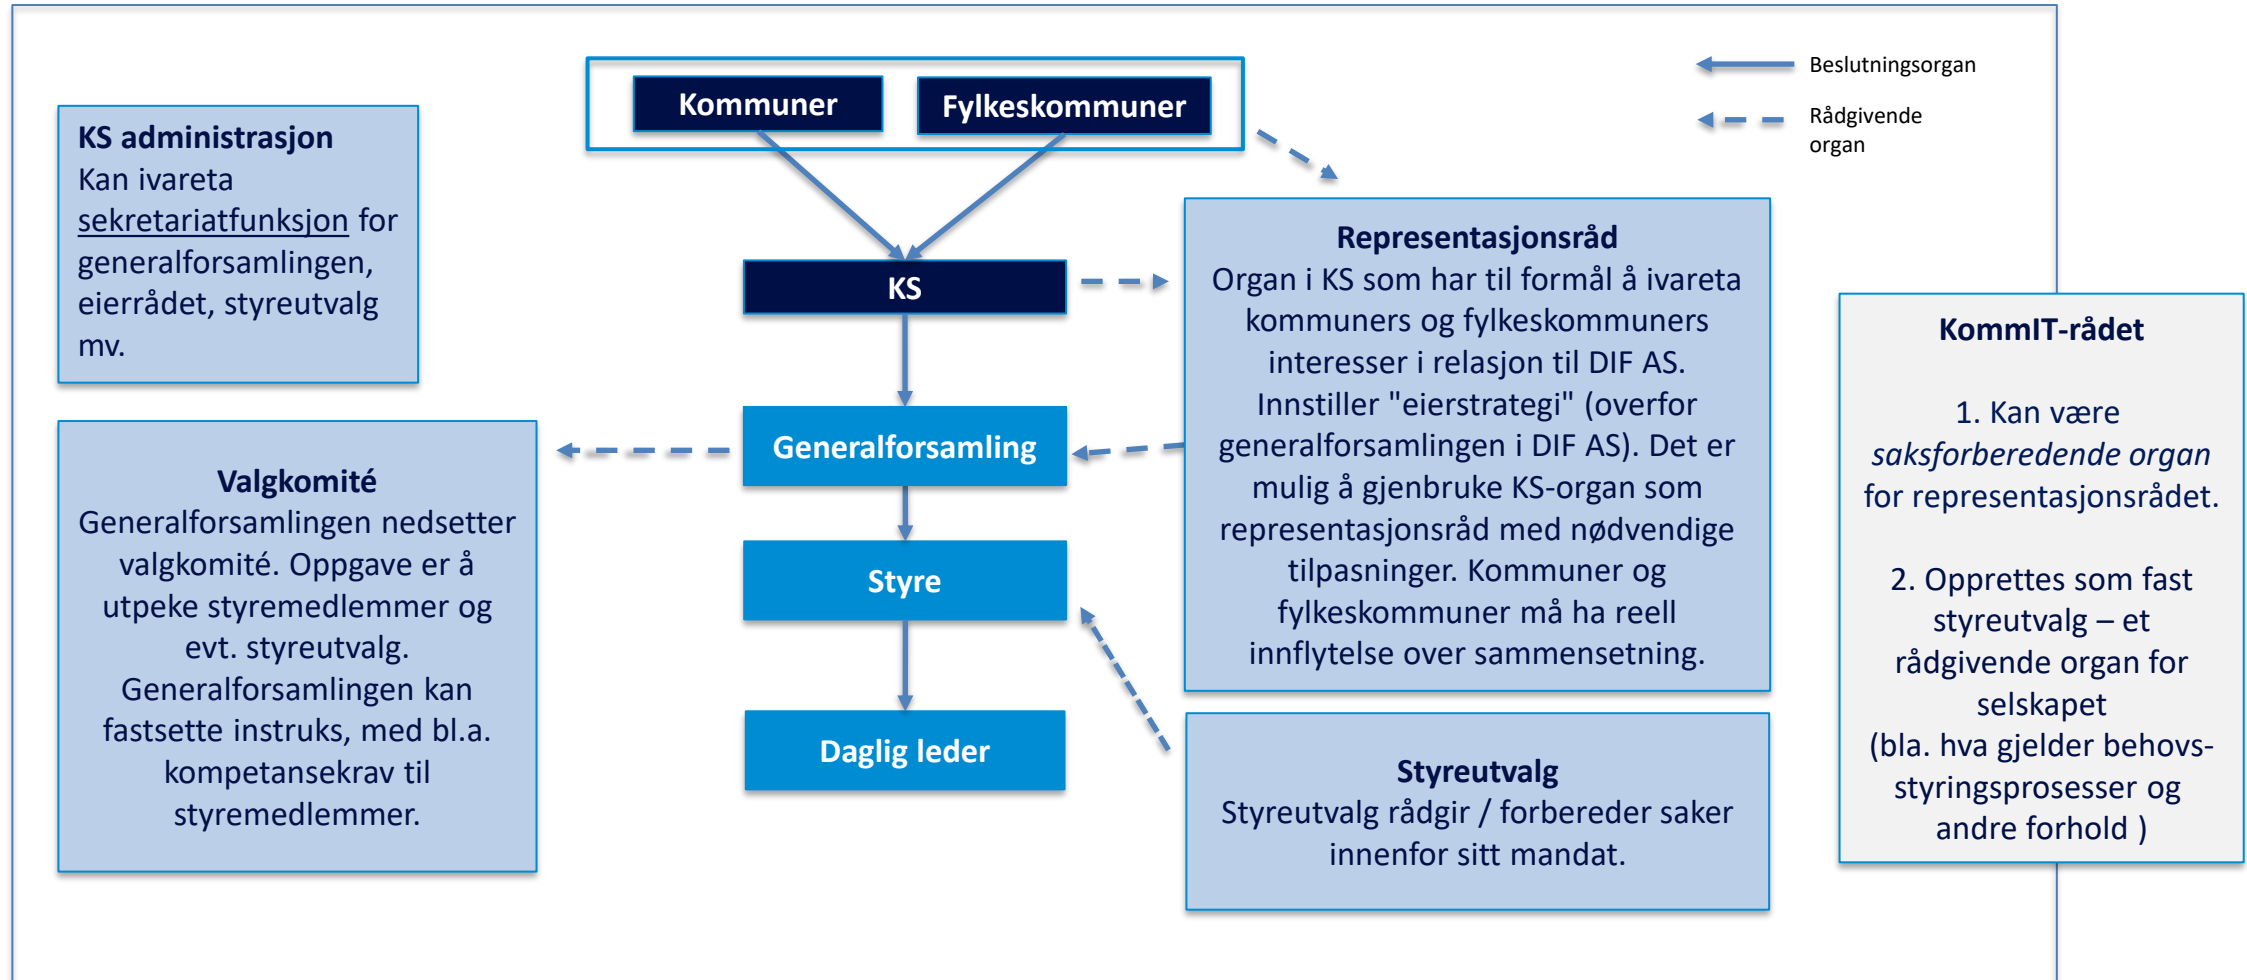 Kommuner
Fylkeskommuner
Beslutningsorgan
Rådgivende
organ
KS administrasjon
Kan ivareta
sekretariatfunksjon for
generalforsamlingen,
eierrådet, styreutvalg
mv.
KS
Generalforsamling
Styre
Daglig leder
Valgkomité
Generalforsamlingen nedsetter
valgkomité. Oppgave er å
utpeke styremedlemmer og
evt. styreutvalg.
Generalforsamlingen kan
fastsette instruks, med bl.a.
kompetansekrav til
styremedlemmer.
Representasjonsråd
Organ i KS som har til formål å ivareta
kommuners og fylkeskommuners
interesser i relasjon til DIF AS.
Innstiller "eierstrategi" (overfor
generalforsamlingen i DIF AS). Det er
mulig å gjenbruke KS-organ som
representasjonsråd med nødvendige
tilpasninger. Kommuner og
fylkeskommuner må ha reell
innflytelse over sammensetning.
Styreutvalg
Styreutvalg rådgir / forbereder saker
innenfor sitt mandat.
KommIT-rådet
1. Kan være
saksforberedende organ
for representasjonsrådet.
2. Opprettes som fast
styreutvalg – et
rådgivende organ for
selskapet
(bla. hva gjelder behovs-
styringsprosesser og
andre forhold )